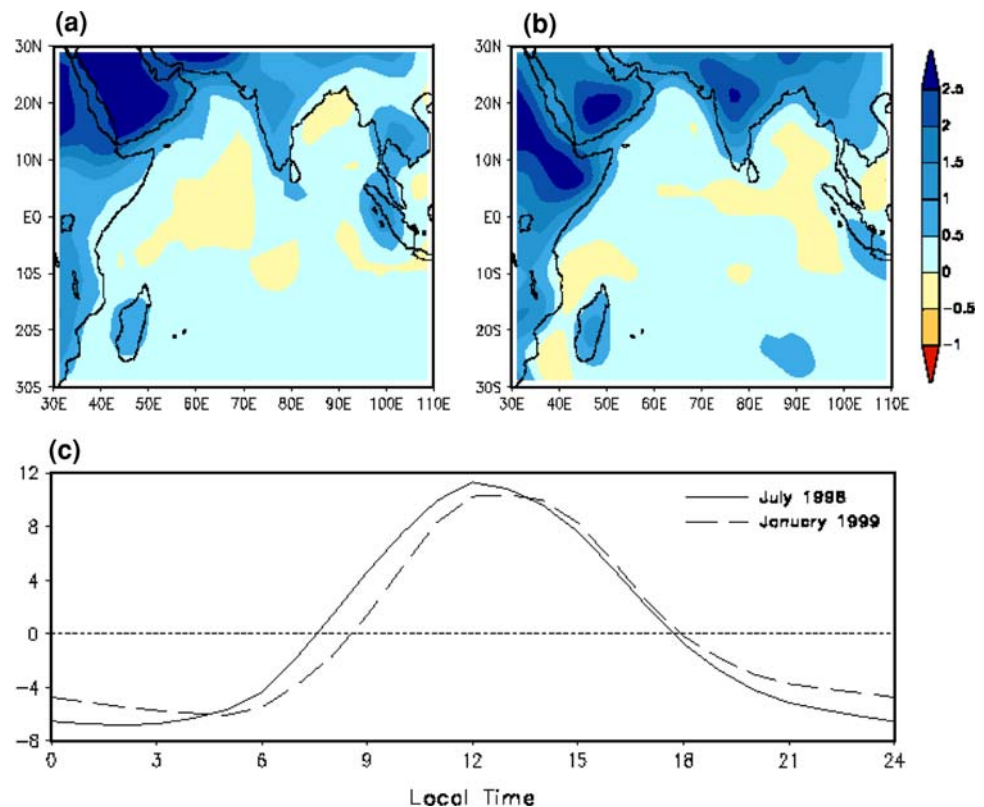 (a)
(b)
30N
20N
10N
EQ
10S
20S
30S
30E 40E 50E 60E 70E 80E 90E 100E 110E
30N
20N
10N
EQ
10S
20S
30S
30E 40E 50E 60E 70E 80E 90E 100E 110E
2.5
2
1.5
1
0.5
0
−0.5
−1
(c)
12
8
4
0
−4
−8
July 1998
January 1999
0 3 6 9 12 15 18 21 24
Local Time